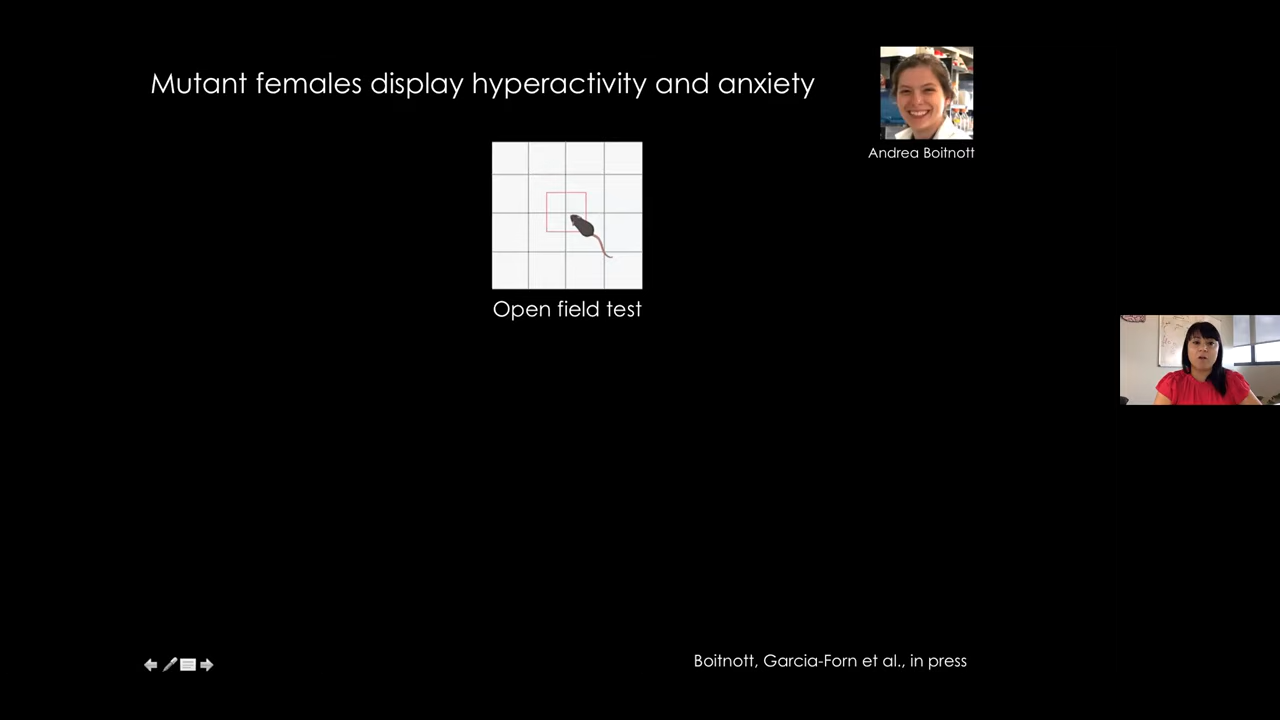 Mutant females display hyperactivity and anxiety
Andrea Boitnott
Open field test
Boitnott, Garcia-Forn et al., in press